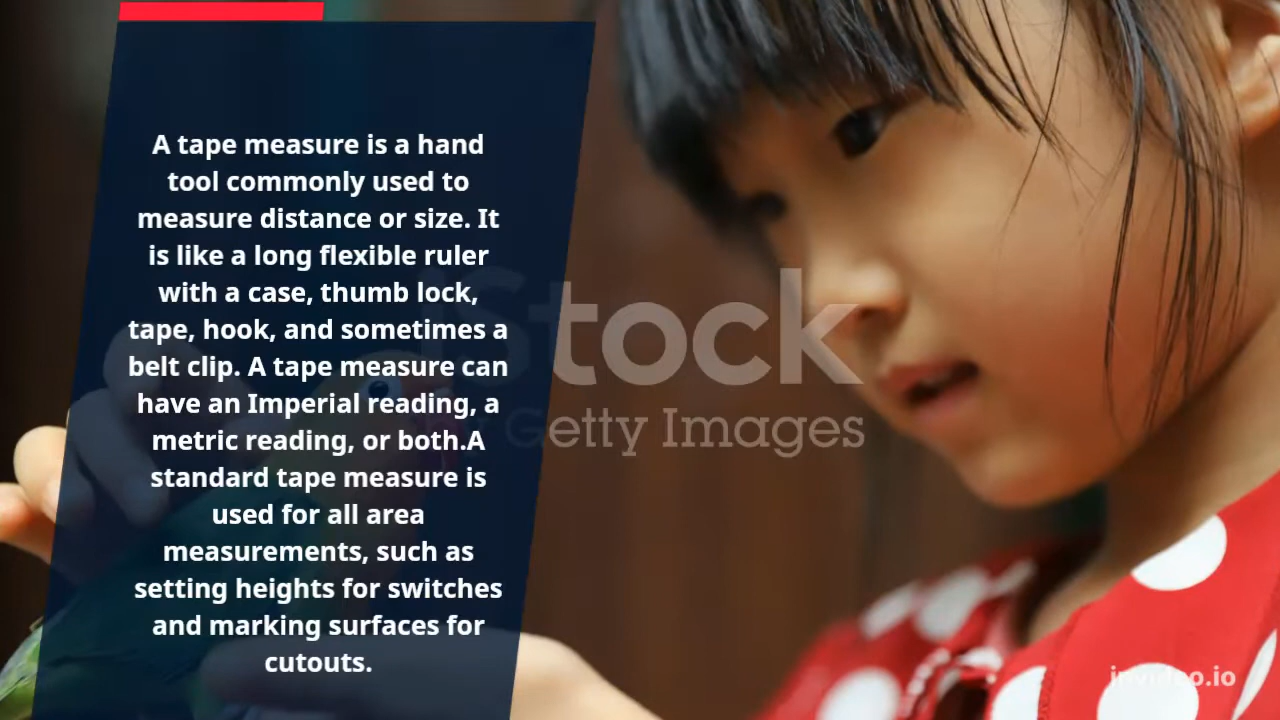 A tape measure is a hand
tool commonly used to
measure distance or size. It
is like a long flexible ruler
with a case, thumb lock,
tape, hook, and sometimes a
belt clip. A tape measure can
have an Imperial reading, a
metric reading, or both.A
standard tape measure is
used for all area
measurements, such as
setting heights for switches
and marking surfaces for
cutouts.
iStock
by Getty Images
invideo.io